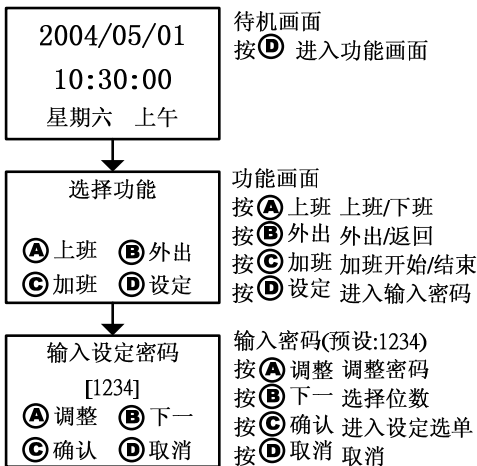 2004/05/01
10:30:00
星期六 上午
待机画面
按D 进入功能画面
选择功能
A上班 B外出
C加班 D设定
功能画面
按A上班 上班/下班
按B外出 外出/返回
按C加班 加班开始/结束
按D设定 进入输入密码
输入设定密码
[1234]
A调整 B下一
C确认 D取消
输入密码(预设:1234)
按A调整 调整密码
按B下一 选择位数
按C确认 进入设定选单
按D取消 取消